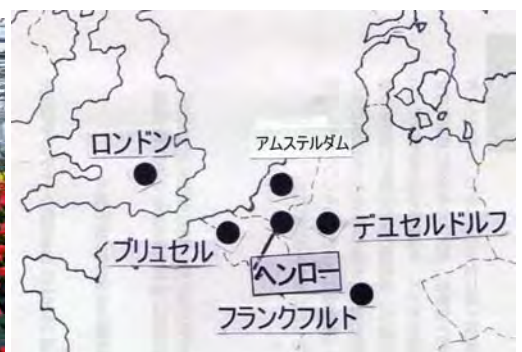 ロンドン
アムステルダム
ブリュセル
デュセルドルフ
ヘンロー
フランクフルト